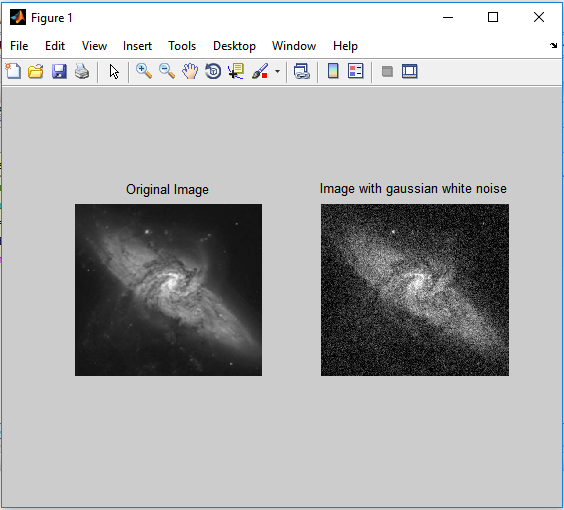 Figure 1
File Edit View Insert Tools Desktop Window Help
Original Image
Image with gaussian white noise